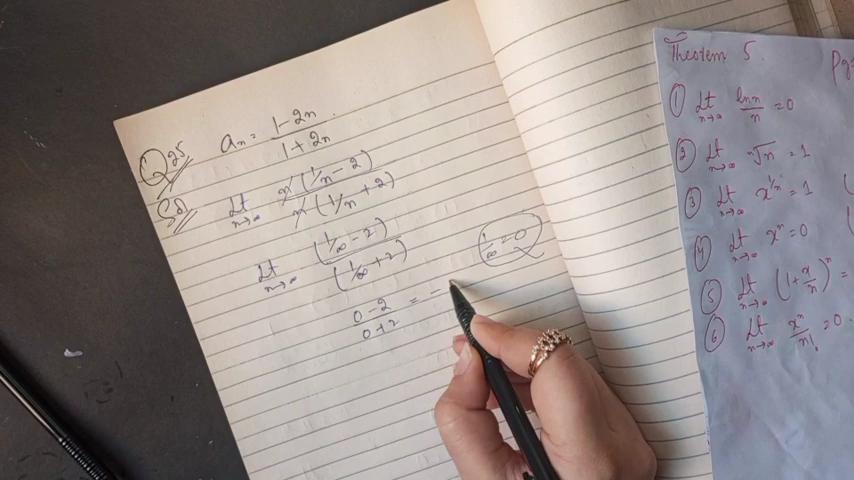 Q25 aₙ = (1-2n)/(1+2n)
Sol Lt n→∞ n(1/n - 2)/n(1/n + 2)
Lt n→∞ (1/∞ - 2)/(1/∞ + 2)
1/∞ = 0
(0-2)/(0+2) = -
Theorem 5.
① Lt n→∞ ln n/n = 0
② Lt n→∞ ⁿ√n = 1
③ Lt n→∞ x^(1/n) = 1
④ Lt n→∞ xⁿ = 0
⑤ Lt n→∞ (1 + x/n)ⁿ =
⑥ Lt n→∞ xⁿ/n! = 0